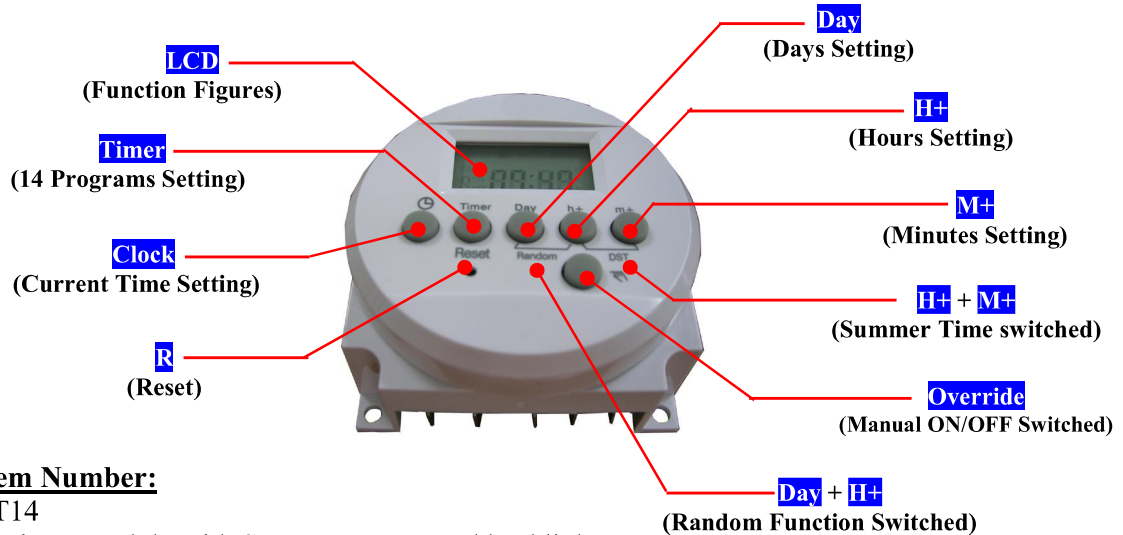 Day
(Days Setting)
LCD
(Function Figures)
H+
(Hours Setting)
Timer
(14 Programs Setting)
M+
(Minutes Setting)
Clock
(Current Time Setting)
H+ + M+
(Summer Time switched)
R
(Reset)
Override
(Manual ON/OFF Switched)
Day + H+
(Random Function Switched)
Timer Day h+ m+
Reset Random DST
em Number:
T14